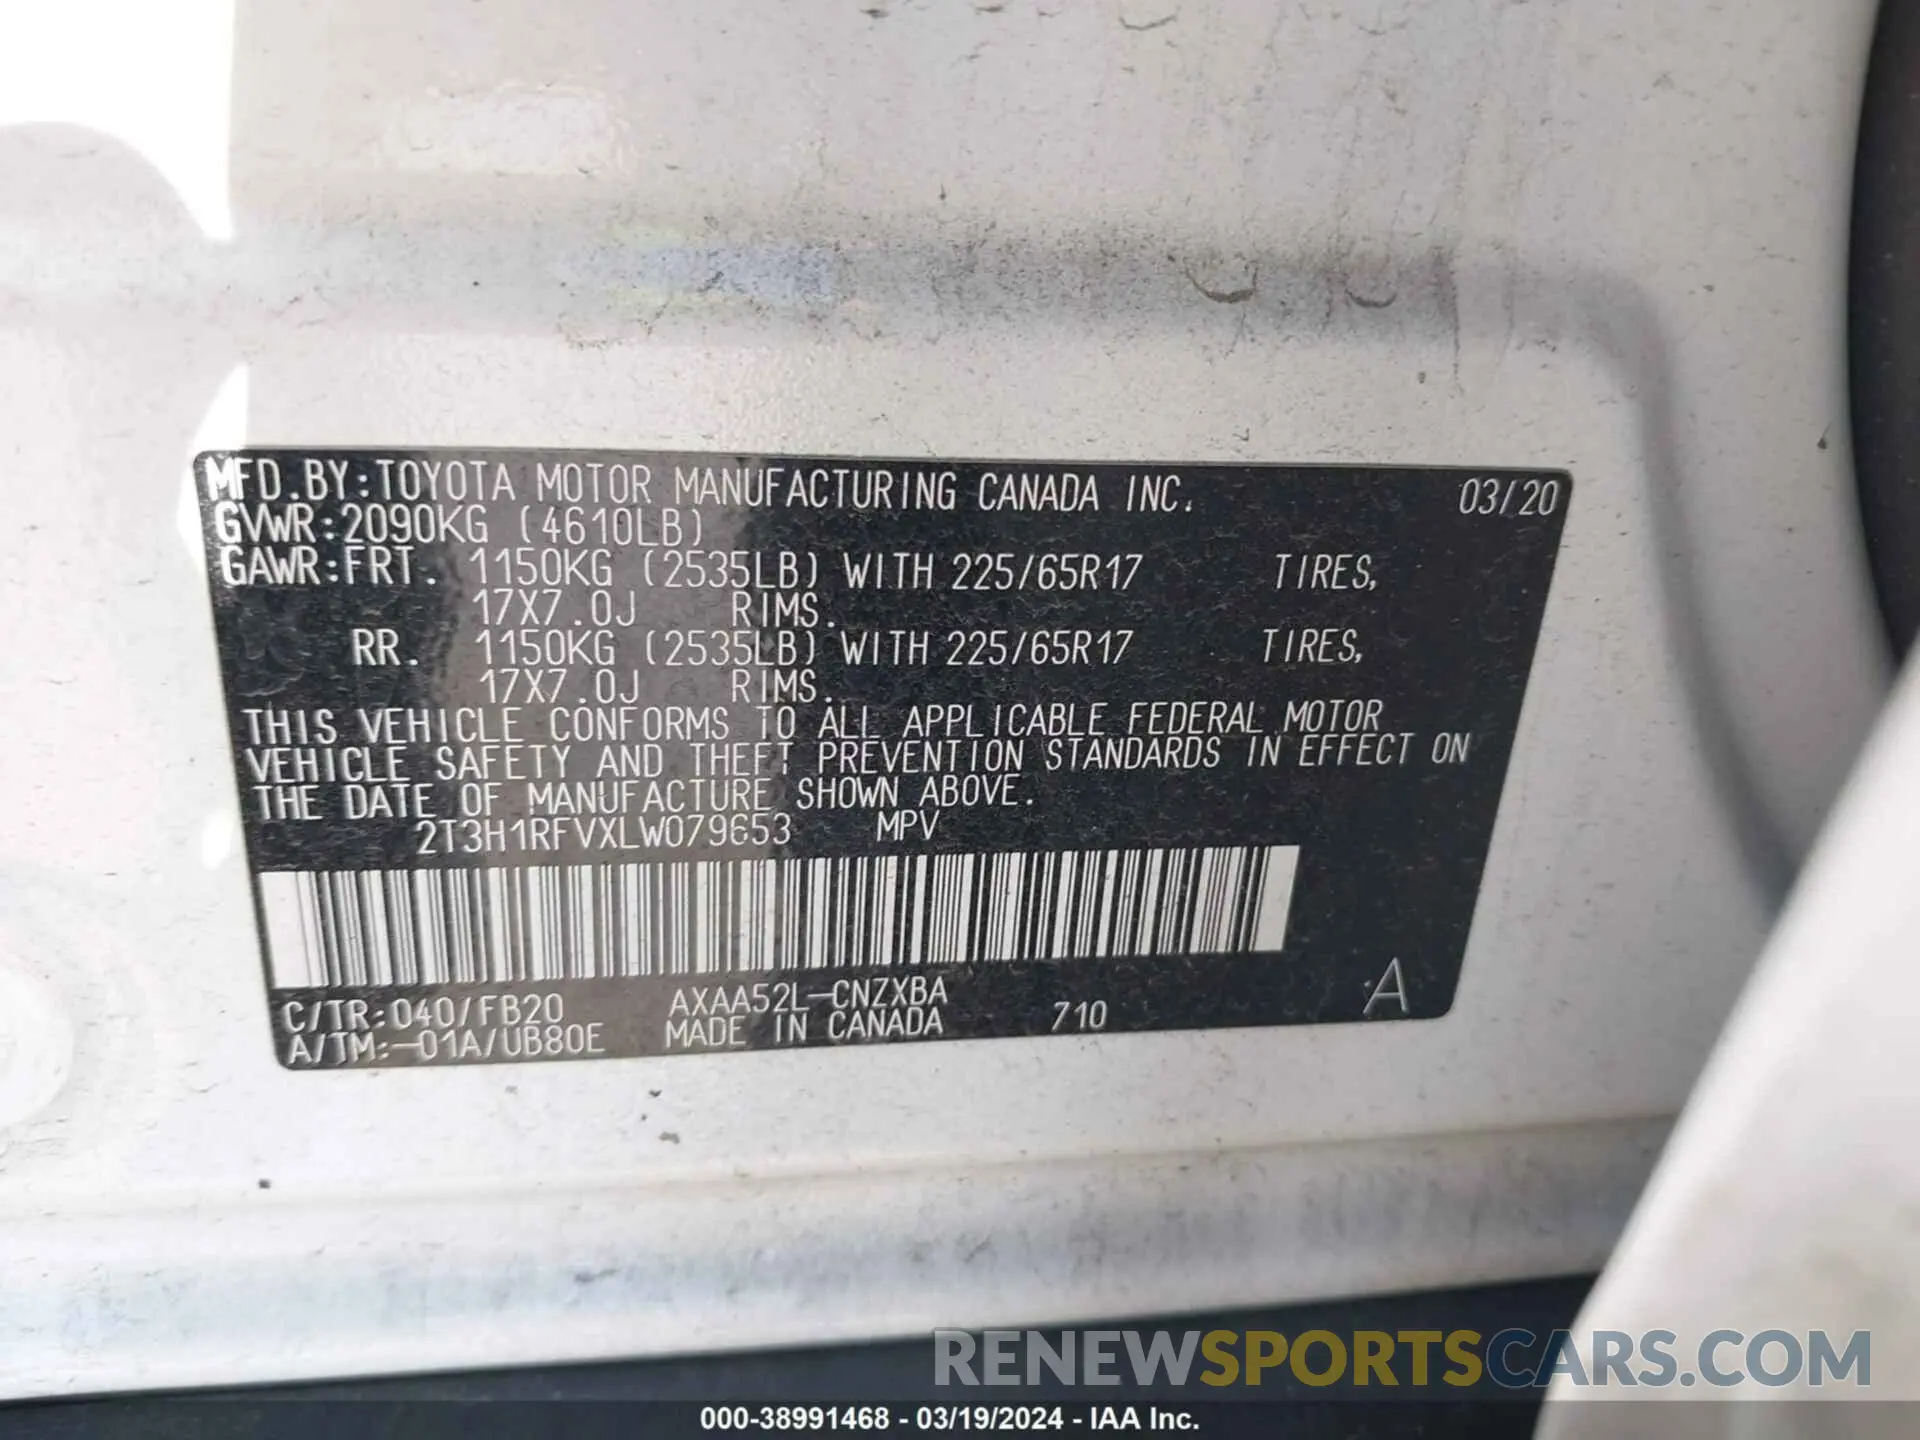 MFD.BY:TOYOTA MOTOR MANUFACTURING CANADA INC. 03/20
GVWR:2090KG (4610LB)
GAWR:FRT. 1150KG (2535LB) WITH 225/65R17 TIRES,
17X7.0J RIMS.
RR. 1150KG (2535LB) WITH 225/65R17 TIRES,
17X7.0J RIMS.
THIS VEHICLE CONFORMS TO ALL APPLICABLE FEDERAL MOTOR
VEHICLE SAFETY AND THEFT PREVENTION STANDARDS IN EFFECT ON
THE DATE OF MANUFACTURE SHOWN ABOVE.
2T3H1RFVXLW079653 MPV
C/TR:040/FB20 AXAA52L-CNZXBA 710 A
A/TM:-01A/UB80E MADE IN CANADA
RENEWSPORTSCARS.COM
000-38991468 - 03/19/2024 - IAA Inc.